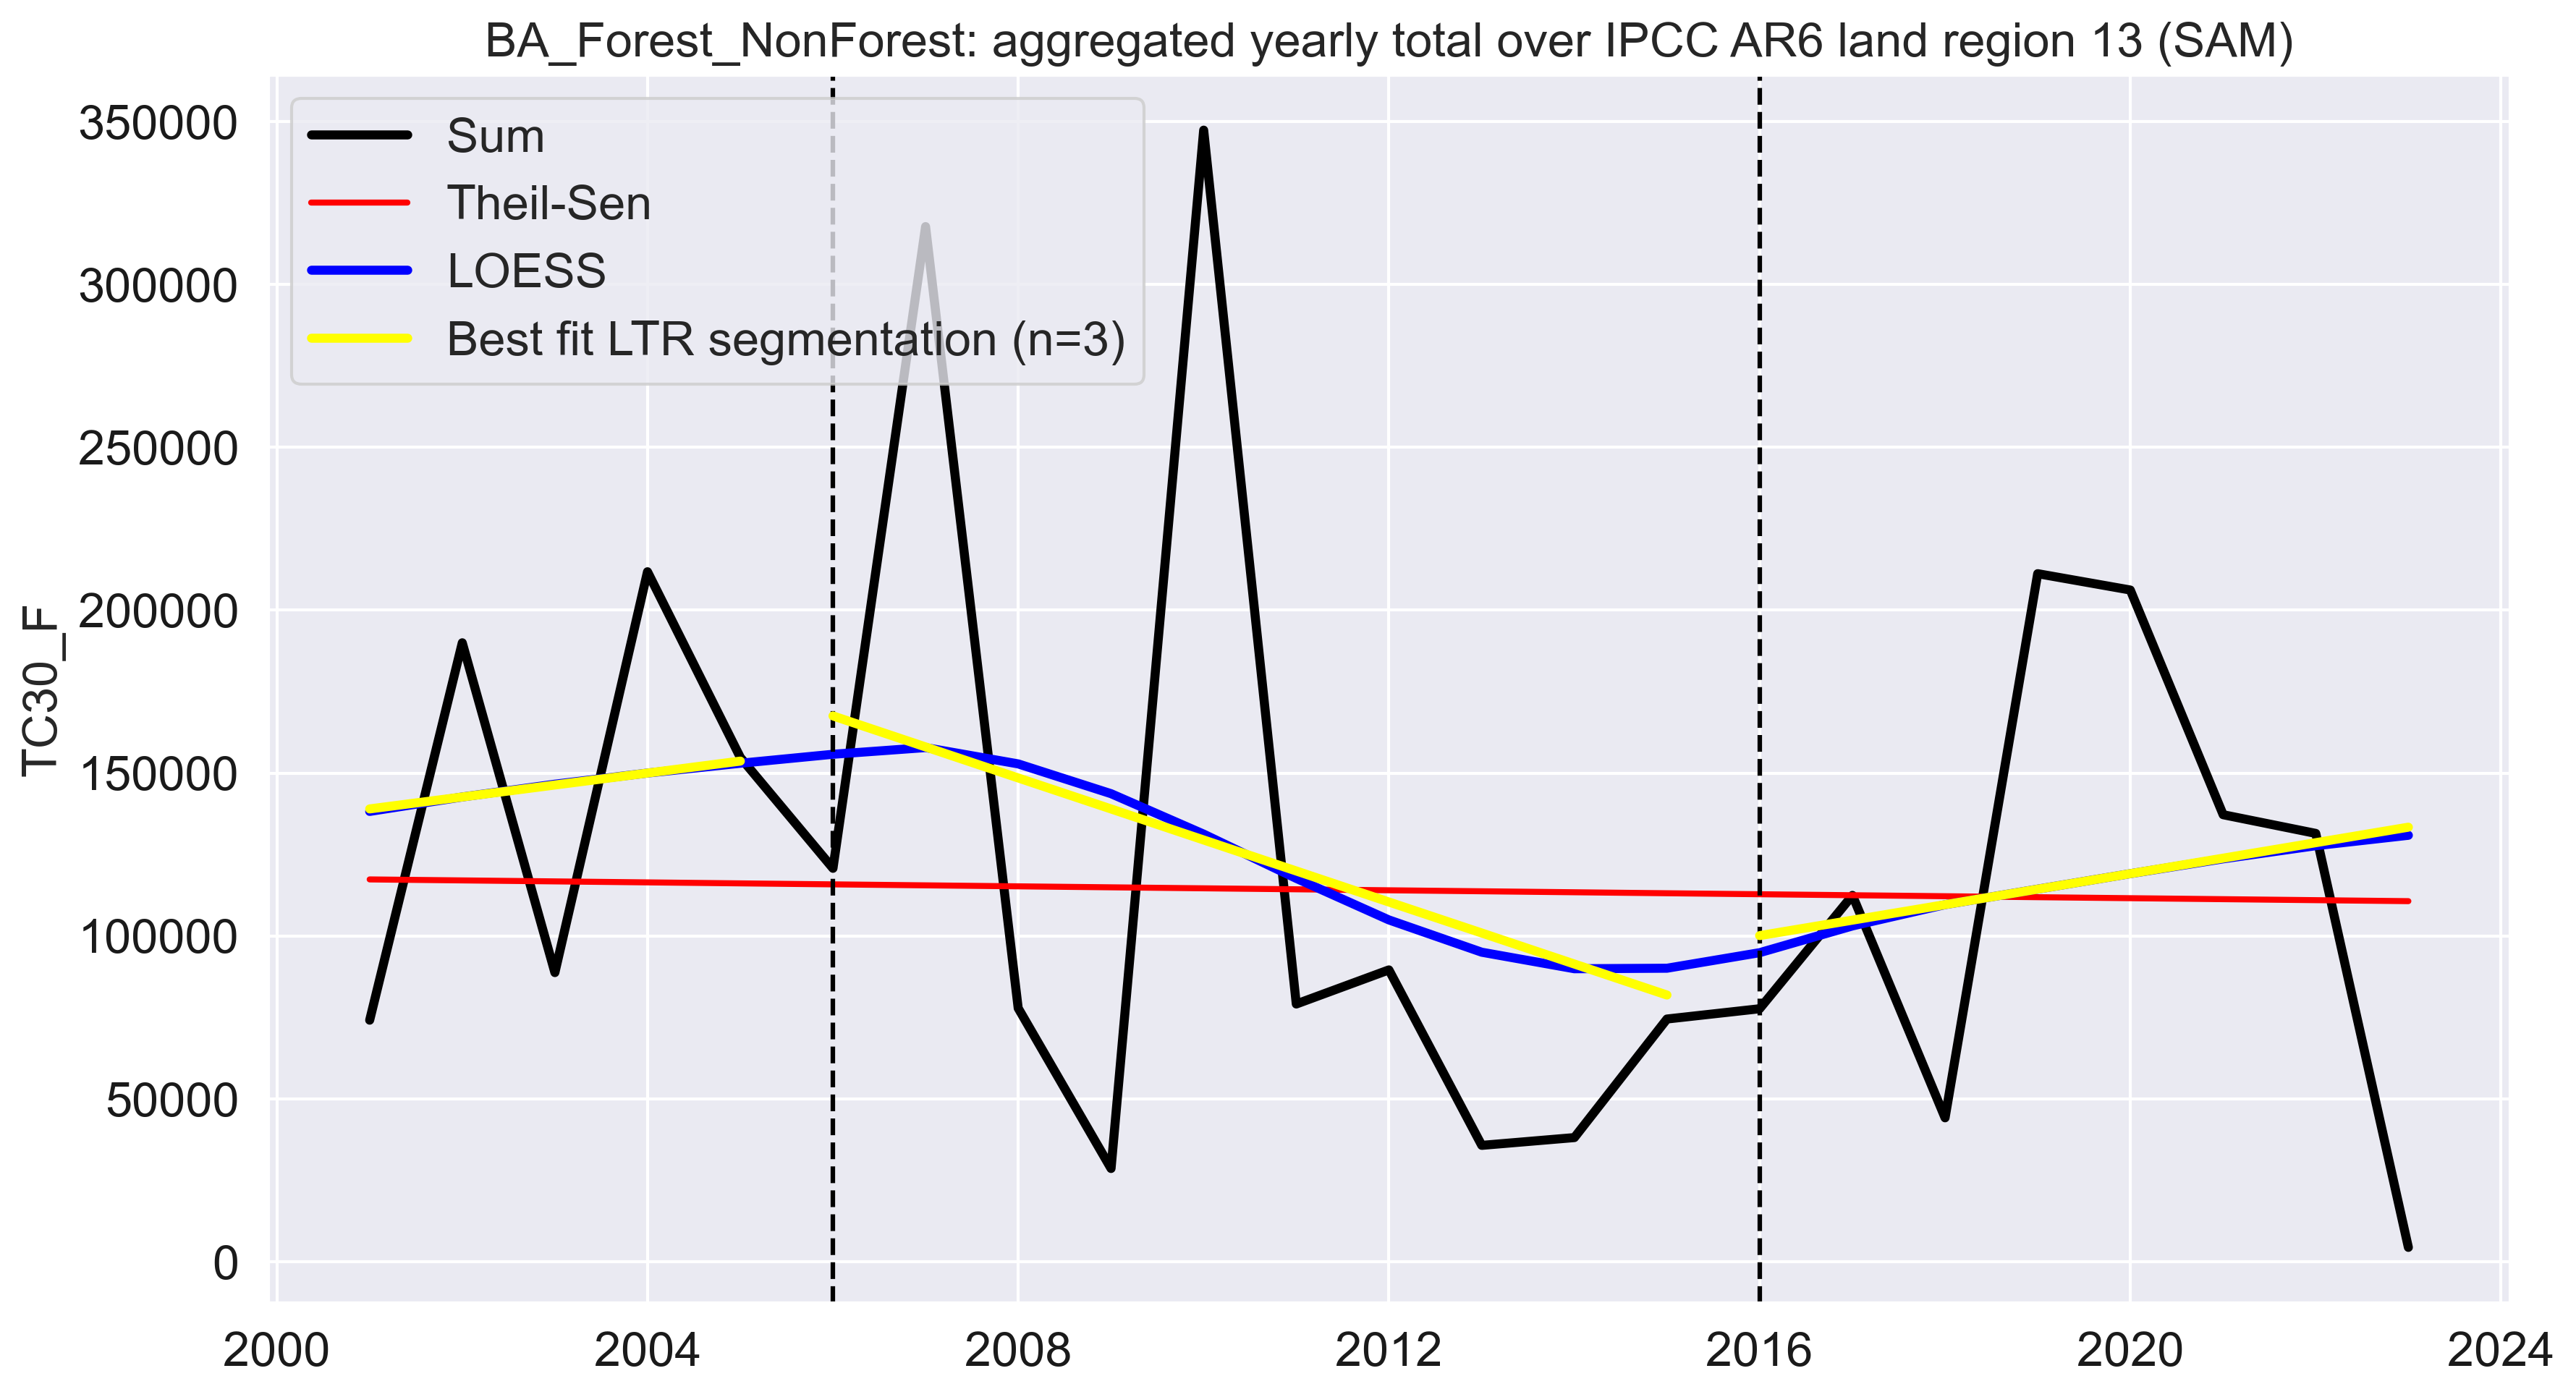 BA_Forest_NonForest: aggregated yearly total over IPCC AR6 land region 13 (SAM)
Sum
Theil-Sen
LOESS
Best fit LTR segmentation (n=3)
TC30_F
350000
300000
250000
200000
150000
100000
50000
0
2000 2004 2008 2012 2016 2020 2024